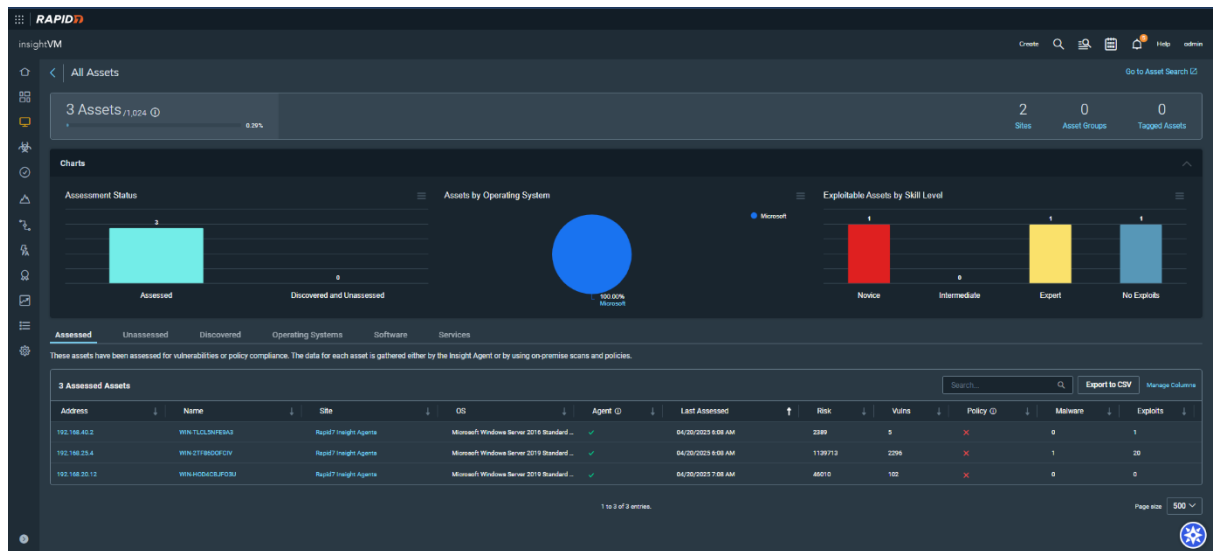 RAPID7
insightVM
Create
3
Help
admin
All Assets
Go to Asset Search
3 Assets /1,024
0.29%
2
Sites
0
Asset Groups
0
Tagged Assets
Charts
Assessment Status
3
0
Assessed
Discovered and Unassessed
Assets by Operating System
Microsoft
100.00%
Microsoft
Exploitable Assets by Skill Level
1
0
1
1
Novice
Intermediate
Expert
No Exploits
Assessed Unassessed Discovered Operating Systems Software Services
These assets have been assessed for vulnerabilities or policy compliance. The data for each asset is gathered either by the Insight Agent or by using on-premise scans and policies.
3 Assessed Assets
Search...
Export to CSV
Manage Columns
Address Name Site OS Agent Last Assessed Risk Vulns Policy Malware Exploits
192.168.40.2 WIN-TLCL5NFE8A3 Rapid7 Insight Agents Microsoft Windows Server 2016 Standard ... 04/20/2025 6:08 AM 2389 5 0 1
192.168.25.4 WIN-2TFB6DOFCIV Rapid7 Insight Agents Microsoft Windows Server 2019 Standard ... 04/20/2025 6:08 AM 1139713 2296 1 20
192.168.20.12 WIN-HOD4C8JFO3U Rapid7 Insight Agents Microsoft Windows Server 2019 Standard ... 04/20/2025 7:08 AM 46010 102 0 0
1 to 3 of 3 entries.
Page size 500